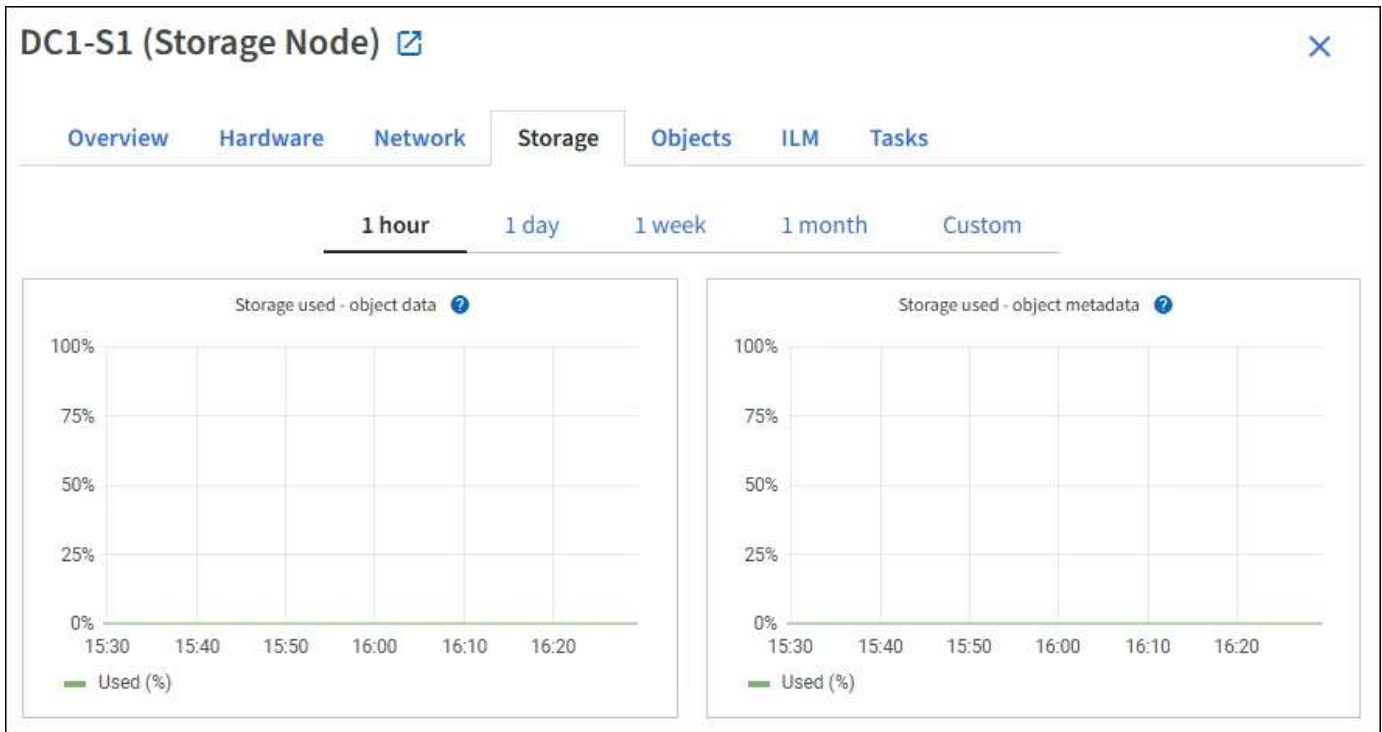 DC1-S1 (Storage Node)
Overview Hardware Network Storage Objects ILM Tasks
1 hour 1 day 1 week 1 month Custom
Storage used - object data ?
100%
75%
50%
25%
0%
15:30 15:40 15:50 16:00 16:10 16:20
Used (%)
Storage used - object metadata ?
100%
75%
50%
25%
0%
15:30 15:40 15:50 16:00 16:10 16:20
Used (%)